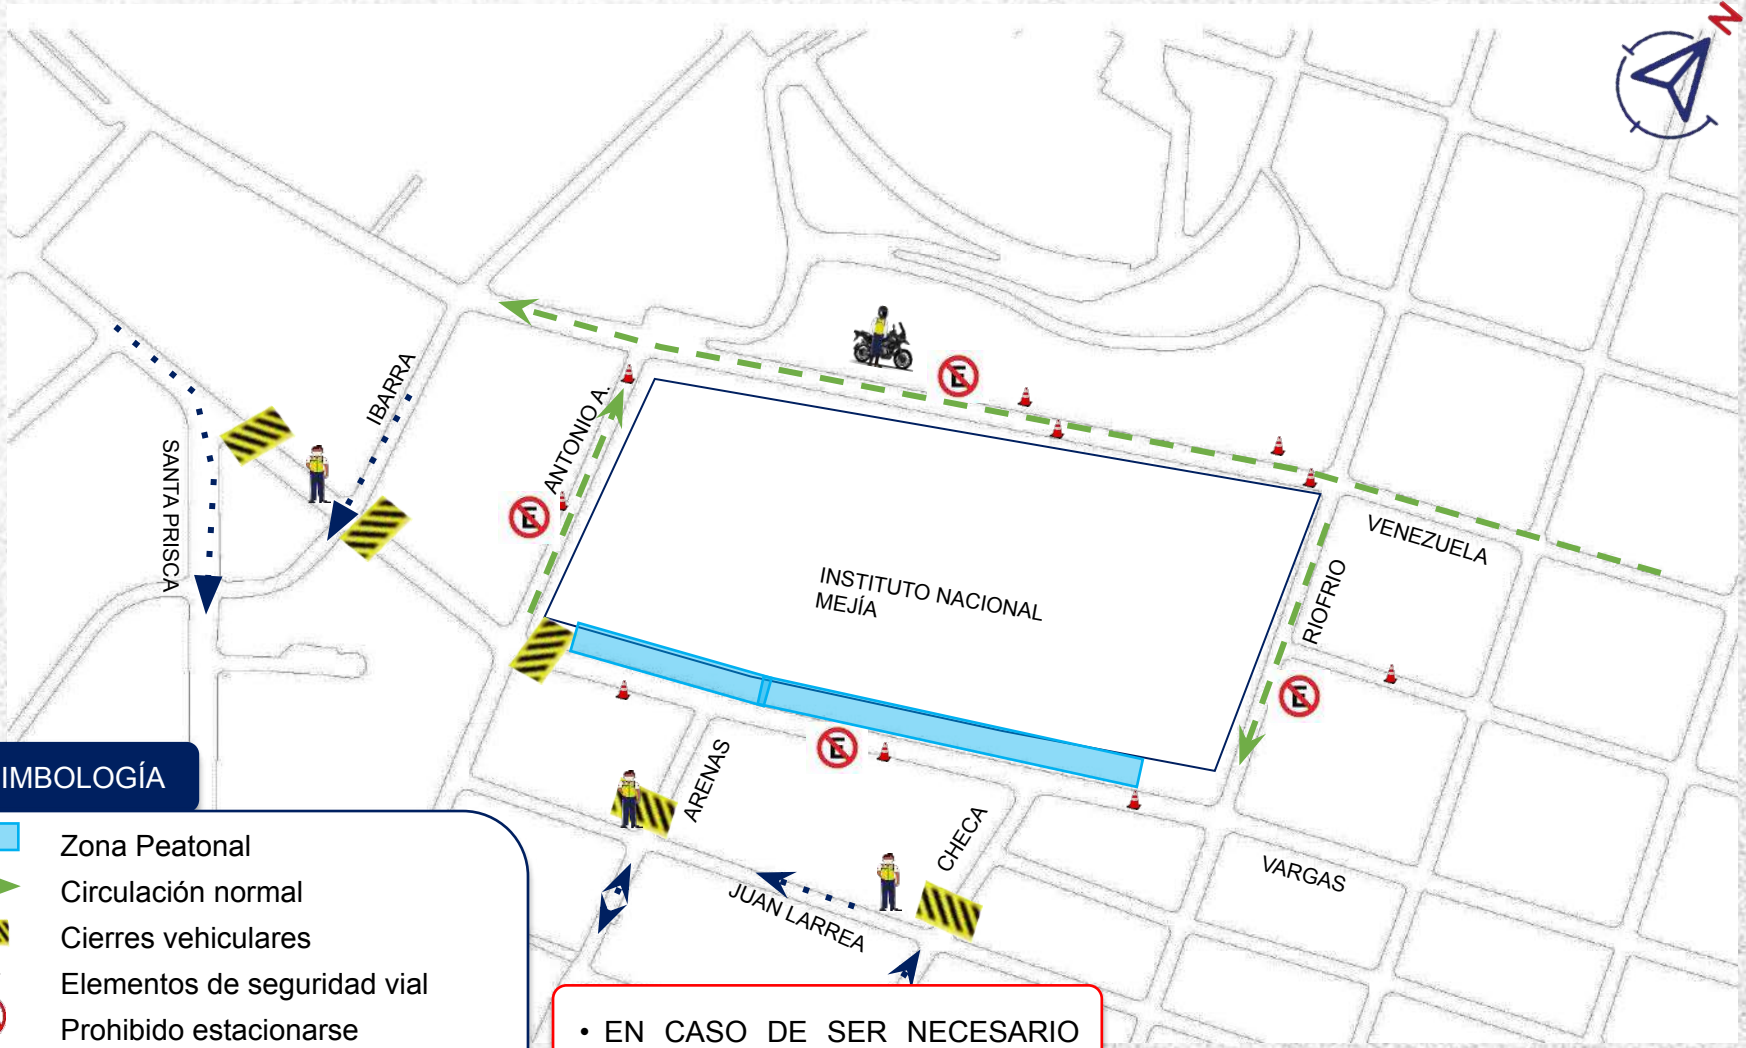 N
IBARRA
ANTONIO A.
SANTA PRISCA
E
E
VENEZUELA
RIOFRIO
INSTITUTO NACIONAL
MEJÍA
E
E
ARENAS
CHECA
VARGAS
JUAN LARREA
IMBOLOGÍA
Zona Peatonal
Circulación normal
Cierres vehiculares
Elementos de seguridad vial
Prohibido estacionarse
• EN CASO DE SER NECESARIO